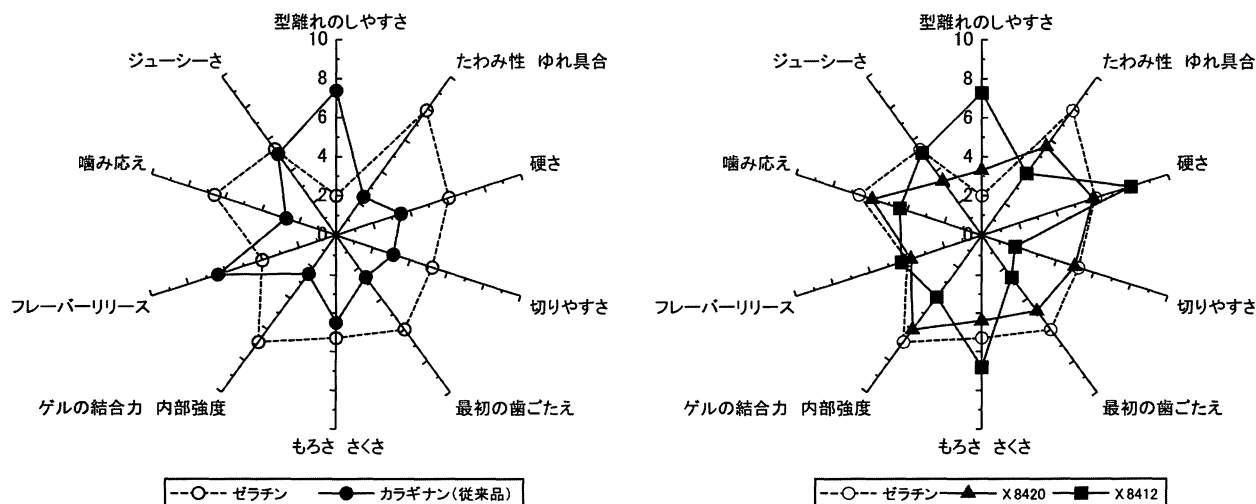 型離れのしやすさ
たわみ性 ゆれ具合
硬さ
切りやすさ
最初の歯ごたえ
もろさ さくさ
ゲルの結合力 内部強度
フレーバーリリース
噛み応え
ジューシーさ
10
8
6
4
2
0
ゼラチン カラギナン(従来品)
型離れのしやすさ
たわみ性 ゆれ具合
硬さ
切りやすさ
最初の歯ごたえ
もろさ さくさ
ゲルの結合力 内部強度
フレーバーリリース
噛み応え
ジューシーさ
10
8
6
4
2
0
ゼラチン X8420 X8412